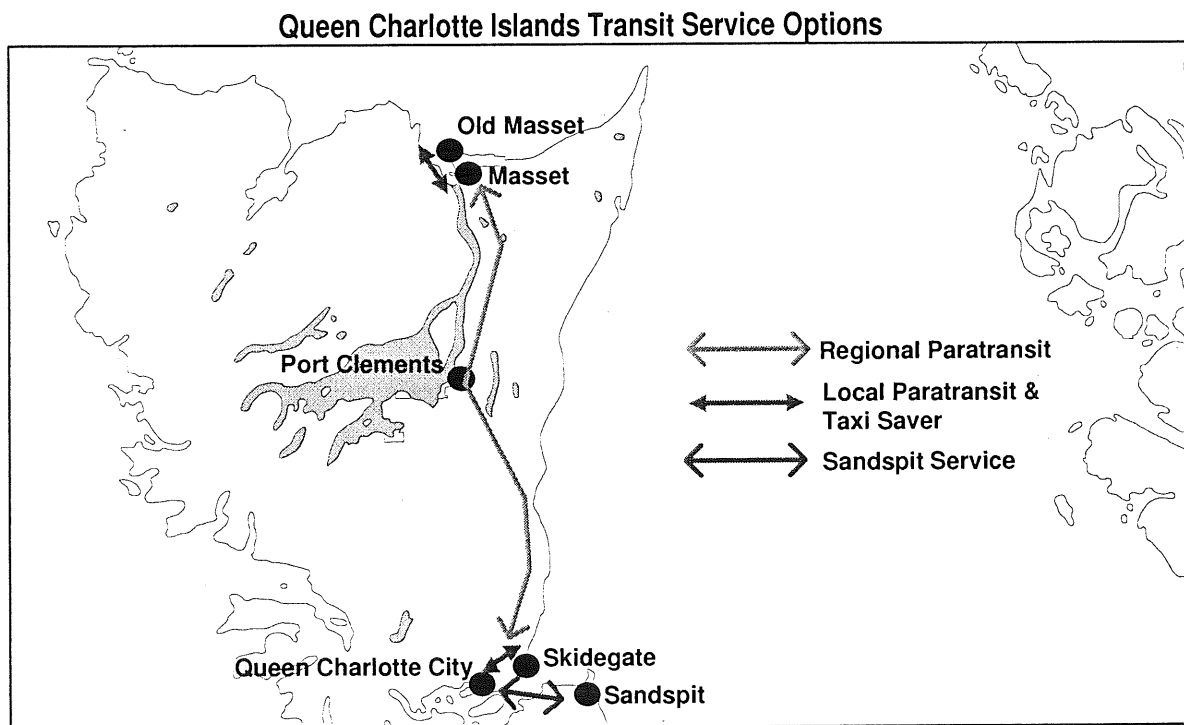 Queen Charlotte Islands Transit Service Options
Old Masset
Masset
Port Clements
Regional Paratransit
Local Paratransit &
Taxi Saver
Sandspit Service
Queen Charlotte City
Skidegate
Sandspit